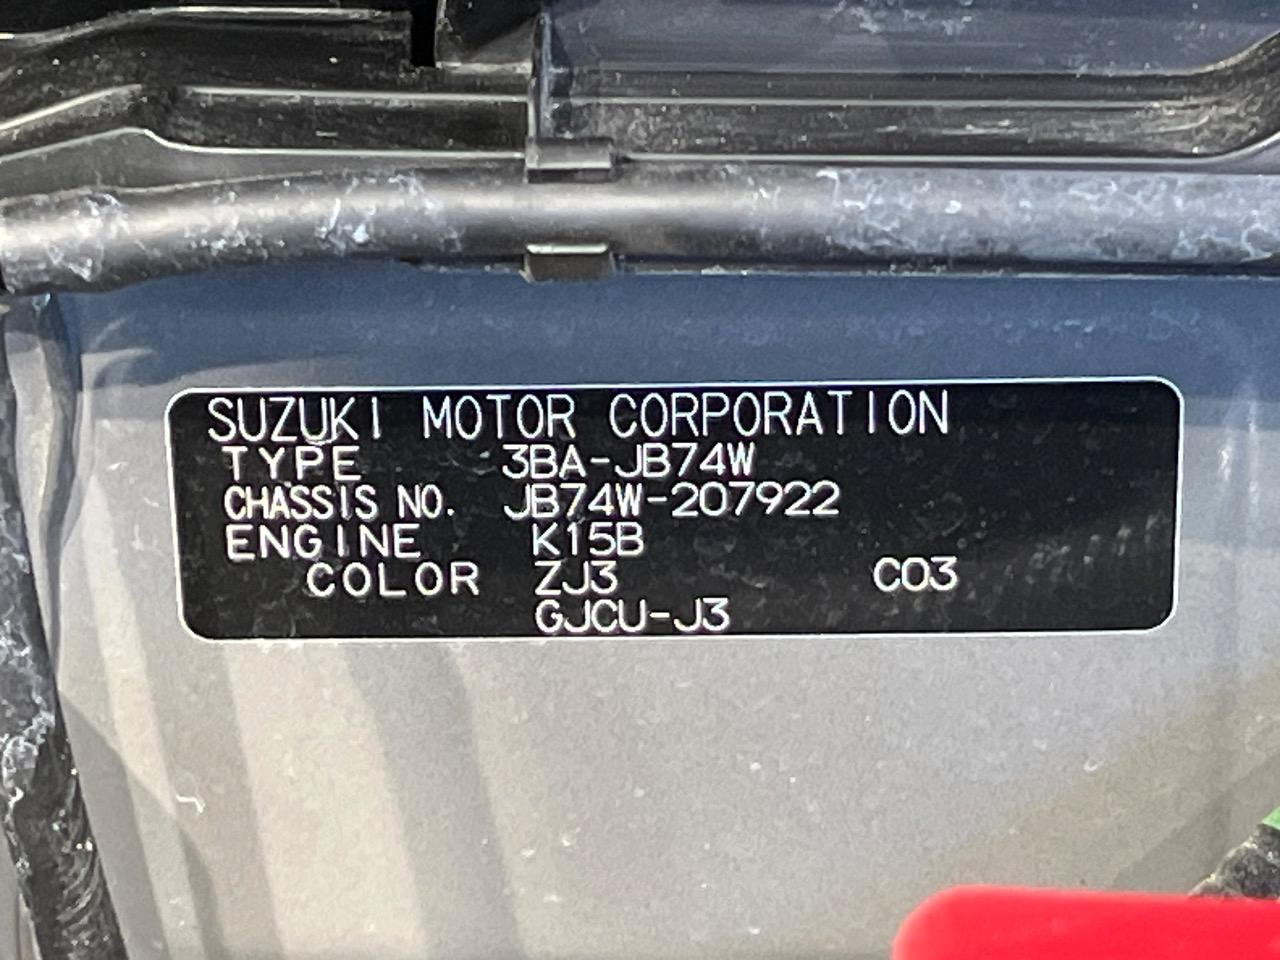 SUZUKI MOTOR CORPORATION
TYPE 3BA-JB74W
CHASSIS NO. JB74W-207922
ENGINE K15B
COLOR ZJ3 C03
GJCU-J3